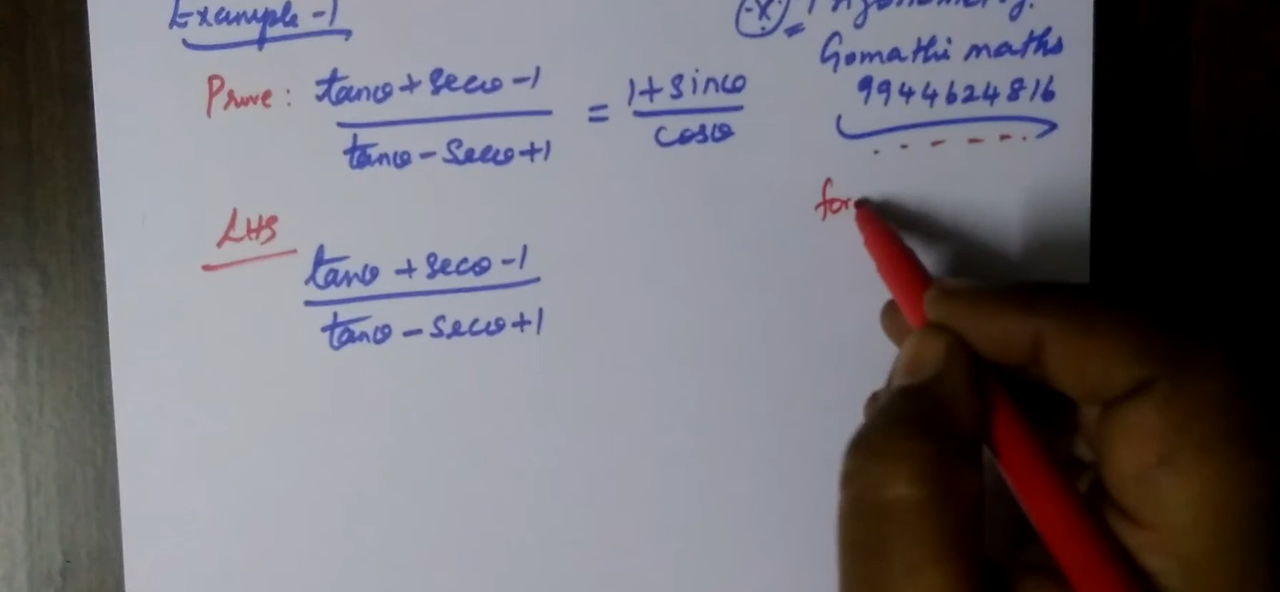 Example-1
(X) = Trigonometry.
Gomathi maths
9944624816
Prove: tanθ+secθ-1 / tanθ-secθ+1 = 1+sinθ / cosθ
for
LHS
tanθ+secθ-1
tanθ-secθ+1